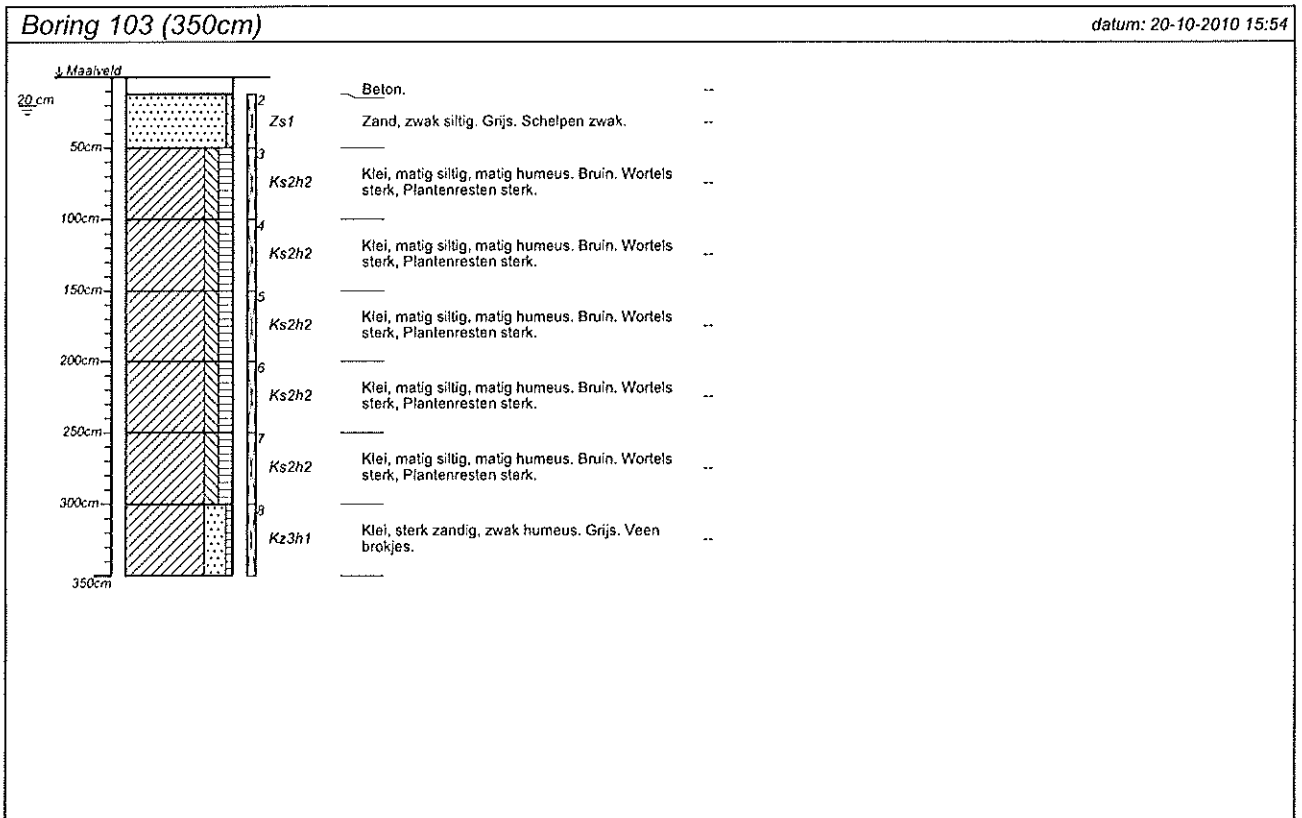 Boring 103 (350cm)
datum: 20-10-2010 15:54
↓ Maaiveld
20 cm
Beton.
--
2
Zs1
Zand, zwak siltig. Grijs. Schelpen zwak.
--
50cm
3
Ks2h2
Klei, matig siltig, matig humeus. Bruin. Wortels
sterk, Plantenresten sterk.
--
100cm
4
Ks2h2
Klei, matig siltig, matig humeus. Bruin. Wortels
sterk, Plantenresten sterk.
--
150cm
5
Ks2h2
Klei, matig siltig, matig humeus. Bruin. Wortels
sterk, Plantenresten sterk.
--
200cm
6
Ks2h2
Klei, matig siltig, matig humeus. Bruin. Wortels
sterk, Plantenresten sterk.
--
250cm
7
Ks2h2
Klei, matig siltig, matig humeus. Bruin. Wortels
sterk, Plantenresten sterk.
--
300cm
8
Kz3h1
Klei, sterk zandig, zwak humeus. Grijs. Veen
brokjes.
--
350cm